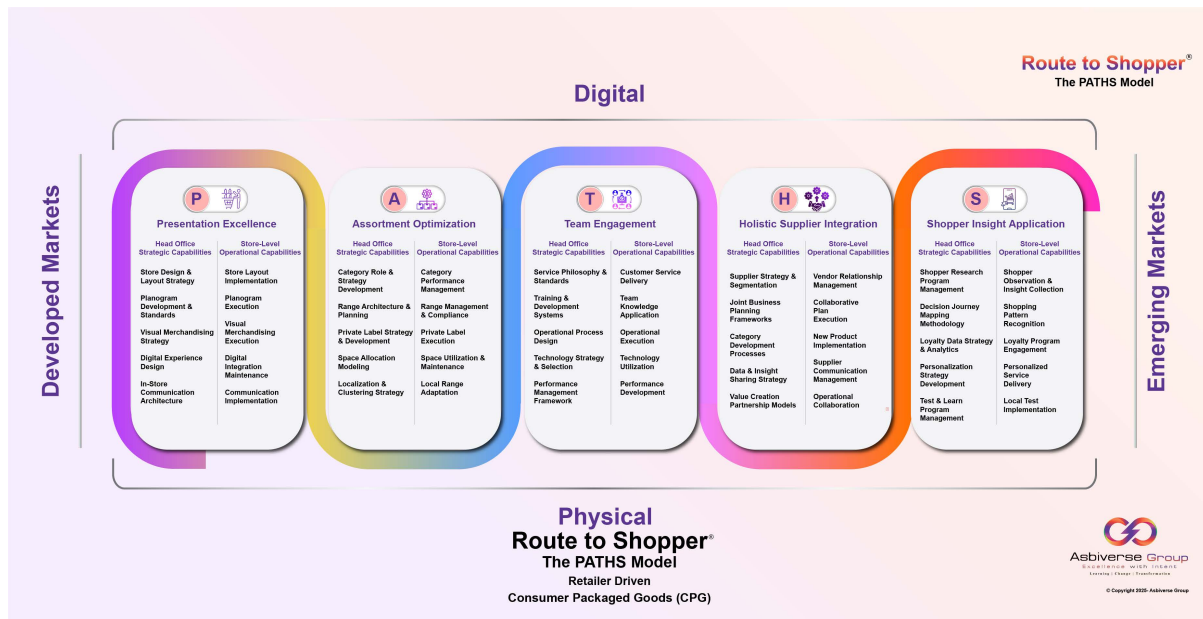 Route to Shopper®
The PATHS Model
Digital
Developed Markets
Emerging Markets
P
Presentation Excellence
Head Office
Strategic Capabilities
Store Design &
Layout Strategy
Planogram
Development &
Standards
Visual Merchandising
Strategy
Digital Experience
Design
In-Store
Communication
Architecture
Store-Level
Operational Capabilities
Store Layout
Implementation
Planogram
Execution
Visual
Merchandising
Execution
Digital
Integration
Maintenance
Communication
Implementation
A
Assortment Optimization
Head Office
Strategic Capabilities
Category Role &
Strategy
Development
Range Architecture &
Planning
Private Label Strategy
& Development
Space Allocation
Modeling
Localization &
Clustering Strategy
Store-Level
Operational Capabilities
Category
Performance
Management
Range Management
& Compliance
Private Label
Execution
Space Utilization &
Maintenance
Local Range
Adaptation
T
Team Engagement
Head Office
Strategic Capabilities
Service Philosophy &
Standards
Training &
Development
Systems
Operational Process
Design
Technology Strategy
& Selection
Performance
Management
Framework
Store-Level
Operational Capabilities
Customer Service
Delivery
Team
Knowledge
Application
Operational
Execution
Technology
Utilization
Performance
Development
H
Holistic Supplier Integration
Head Office
Strategic Capabilities
Supplier Strategy &
Segmentation
Joint Business
Planning
Frameworks
Category
Development
Processes
Data & Insight
Sharing Strategy
Value Creation
Partnership Models
Store-Level
Operational Capabilities
Vendor Relationship
Management
Collaborative
Plan
Execution
New Product
Implementation
Supplier
Communication
Management
Operational
Collaboration
S
Shopper Insight Application
Head Office
Strategic Capabilities
Shopper Research
Program
Management
Decision Journey
Mapping
Methodology
Loyalty Data Strategy
& Analytics
Personalization
Strategy
Development
Test & Learn
Program
Management
Store-Level
Operational Capabilities
Shopper
Observation &
Insight Collection
Shopping
Pattern
Recognition
Loyalty Program
Engagement
Personalized
Service
Delivery
Local Test
Implementation
Physical
Route to Shopper®
The PATHS Model
Retailer Driven
Consumer Packaged Goods (CPG)
Asbiverse Group
Excellence with Intent
Learning | Change | Transformation
© Copyright 2025- Asbiverse Group